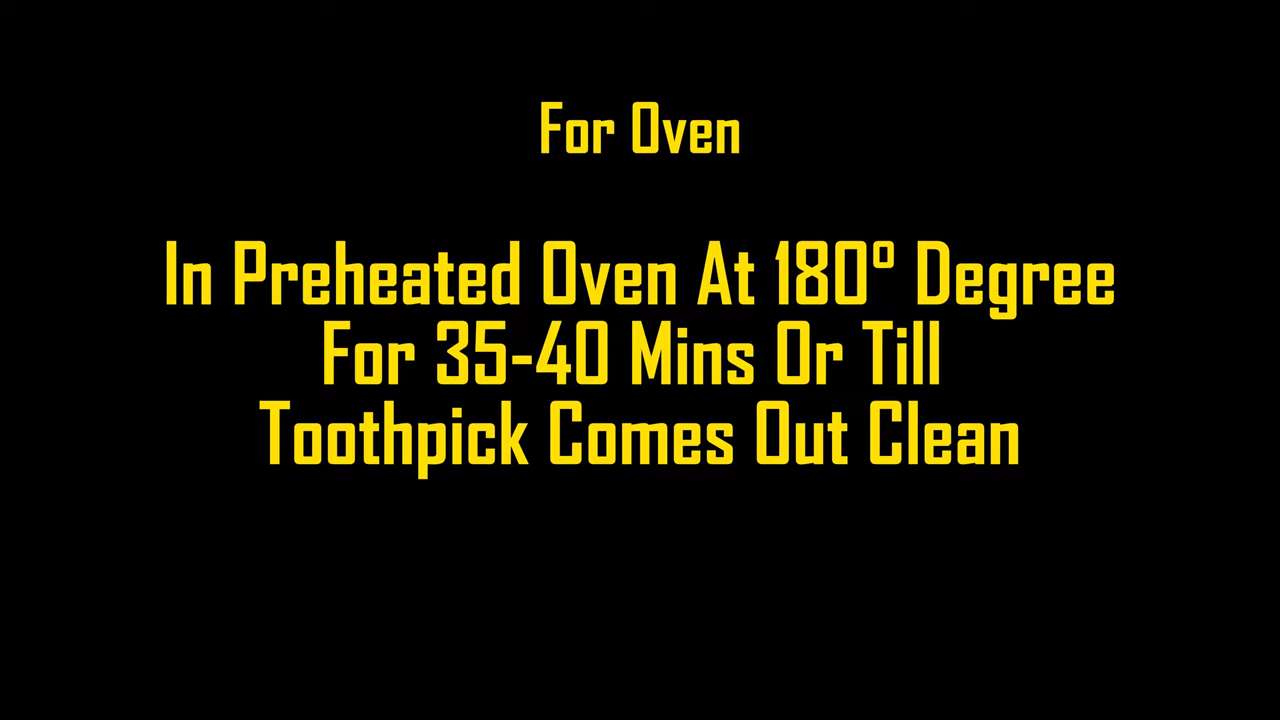 For Oven
In Preheated Oven At 180° Degree
For 35-40 Mins Or Till
Toothpick Comes Out Clean